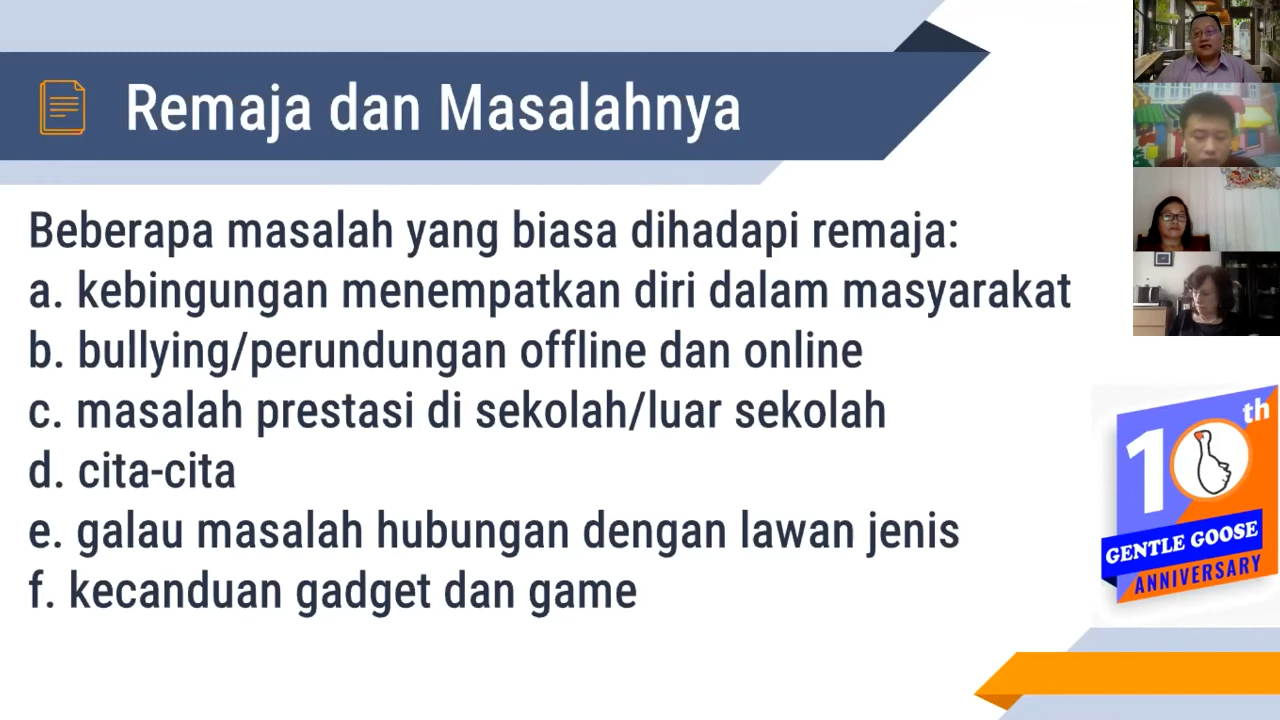 Remaja dan Masalahnya
Beberapa masalah yang biasa dihadapi remaja:
a. kebingungan menempatkan diri dalam masyarakat
b. bullying/perundungan offline dan online
c. masalah prestasi di sekolah/luar sekolah
d. cita-cita
e. galau masalah hubungan dengan lawan jenis
f. kecanduan gadget dan game
10th
GENTLE GOOSE
ANNIVERSARY